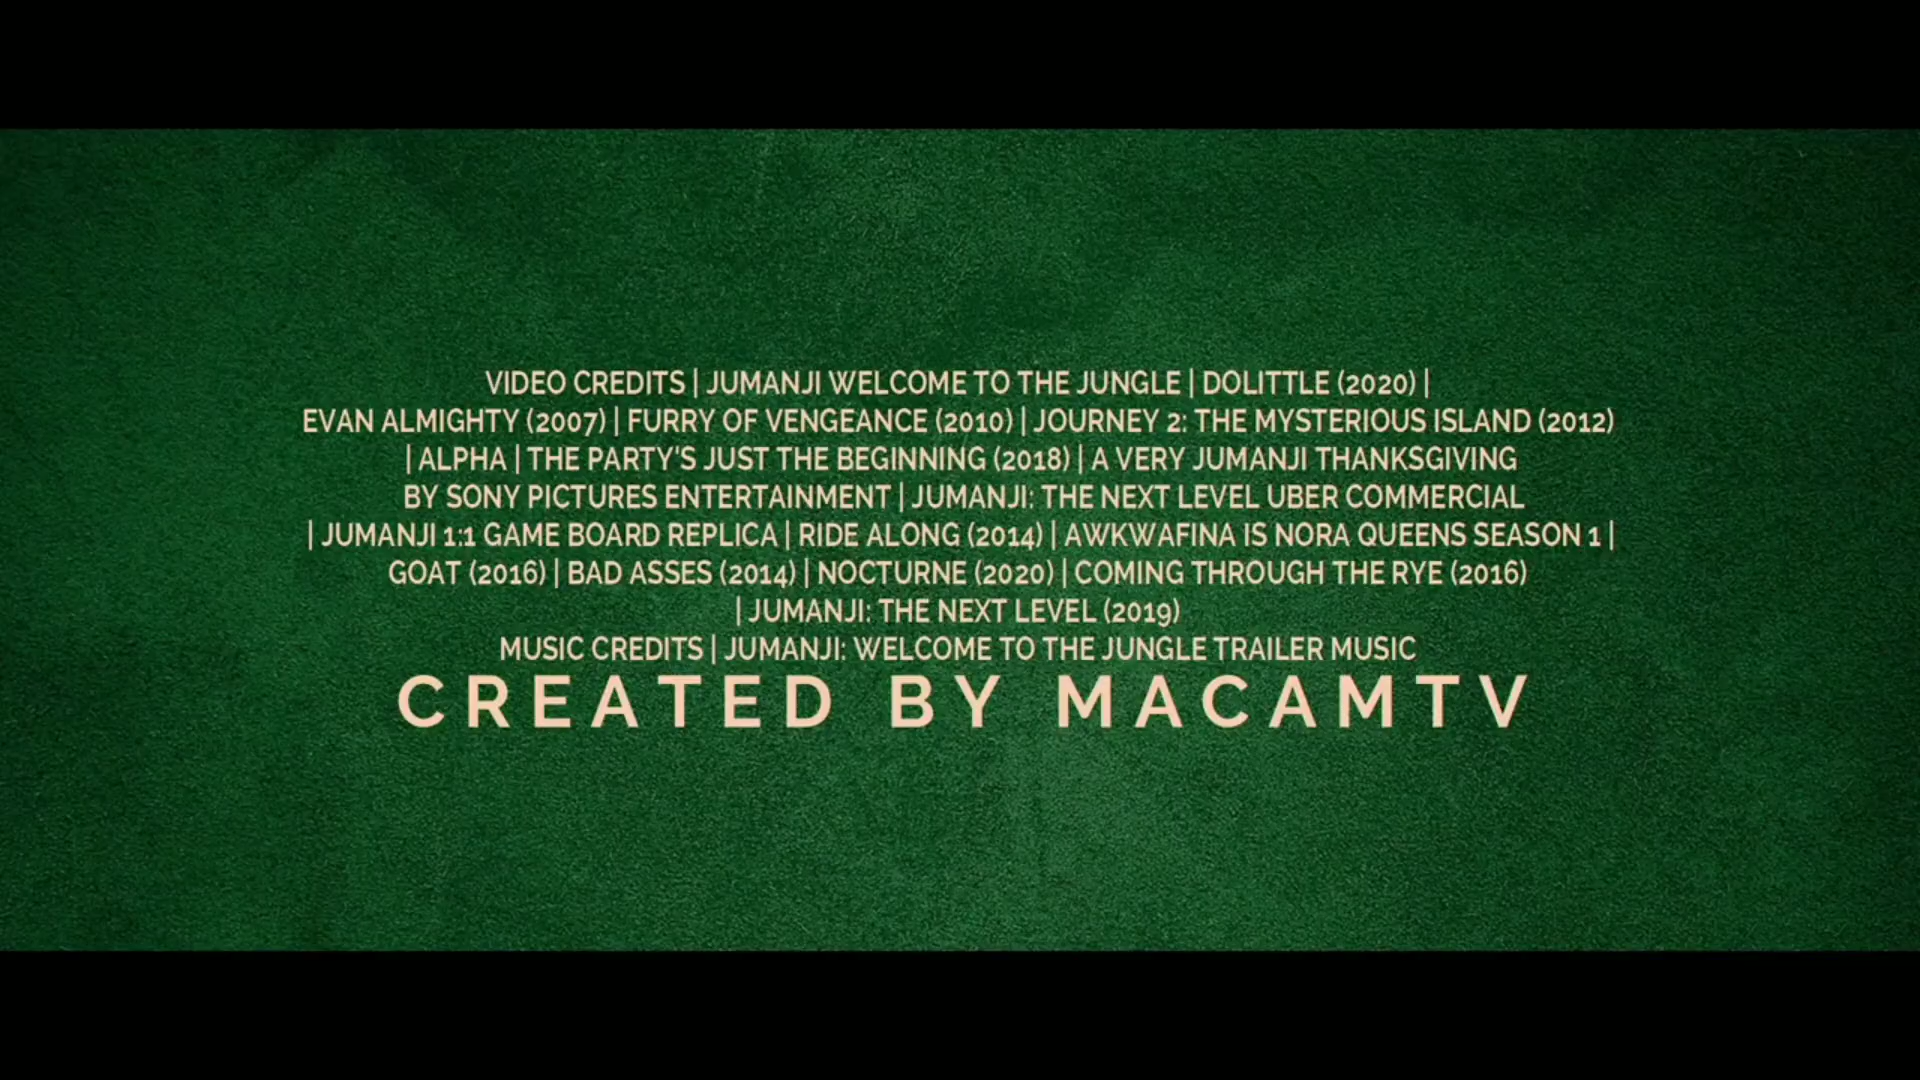 VIDEO CREDITS | JUMANJI WELCOME TO THE JUNGLE | DOLITTLE (2020) |
EVAN ALMIGHTY (2007) | FURRY OF VENGEANCE (2010) | JOURNEY 2: THE MYSTERIOUS ISLAND (2012)
| ALPHA | THE PARTY'S JUST THE BEGINNING (2018) | A VERY JUMANJI THANKSGIVING
BY SONY PICTURES ENTERTAINMENT | JUMANJI: THE NEXT LEVEL UBER COMMERCIAL
| JUMANJI 1:1 GAME BOARD REPLICA | RIDE ALONG (2014) | AWKWAFINA IS NORA QUEENS SEASON 1 |
GOAT (2016) | BAD ASSES (2014) | NOCTURNE (2020) | COMING THROUGH THE RYE (2016)
| JUMANJI: THE NEXT LEVEL (2019)
MUSIC CREDITS | JUMANJI: WELCOME TO THE JUNGLE TRAILER MUSIC
CREATED BY MACAMTV